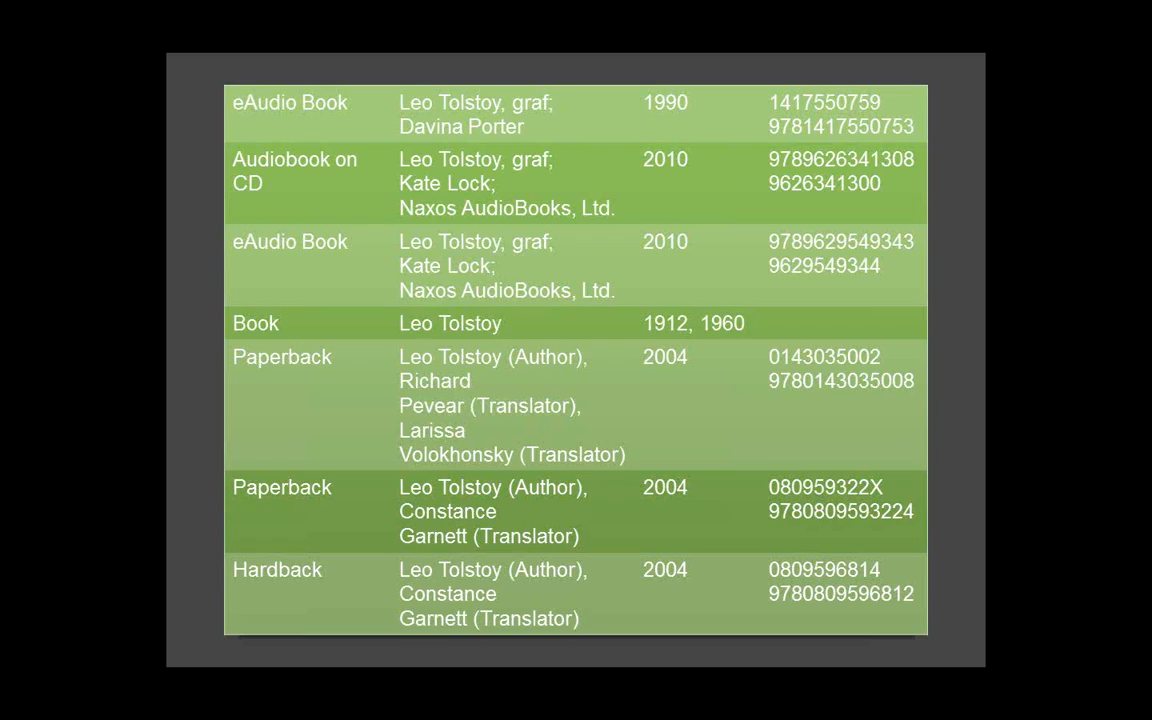 eAudio Book Leo Tolstoy, graf; 1990 1417550759
Davina Porter 9781417550753
Audiobook on Leo Tolstoy, graf; 2010 9789626341308
CD Kate Lock; 9626341300
Naxos AudioBooks, Ltd.
eAudio Book Leo Tolstoy, graf; 2010 9789629549343
Kate Lock; 9629549344
Naxos AudioBooks, Ltd.
Book Leo Tolstoy 1912, 1960
Paperback Leo Tolstoy (Author), 2004 0143035002
Richard 9780143035008
Pevear (Translator),
Larissa
Volokhonsky (Translator)
Paperback Leo Tolstoy (Author), 2004 080959322X
Constance 9780809593224
Garnett (Translator)
Hardback Leo Tolstoy (Author), 2004 0809596814
Constance 9780809596812
Garnett (Translator)